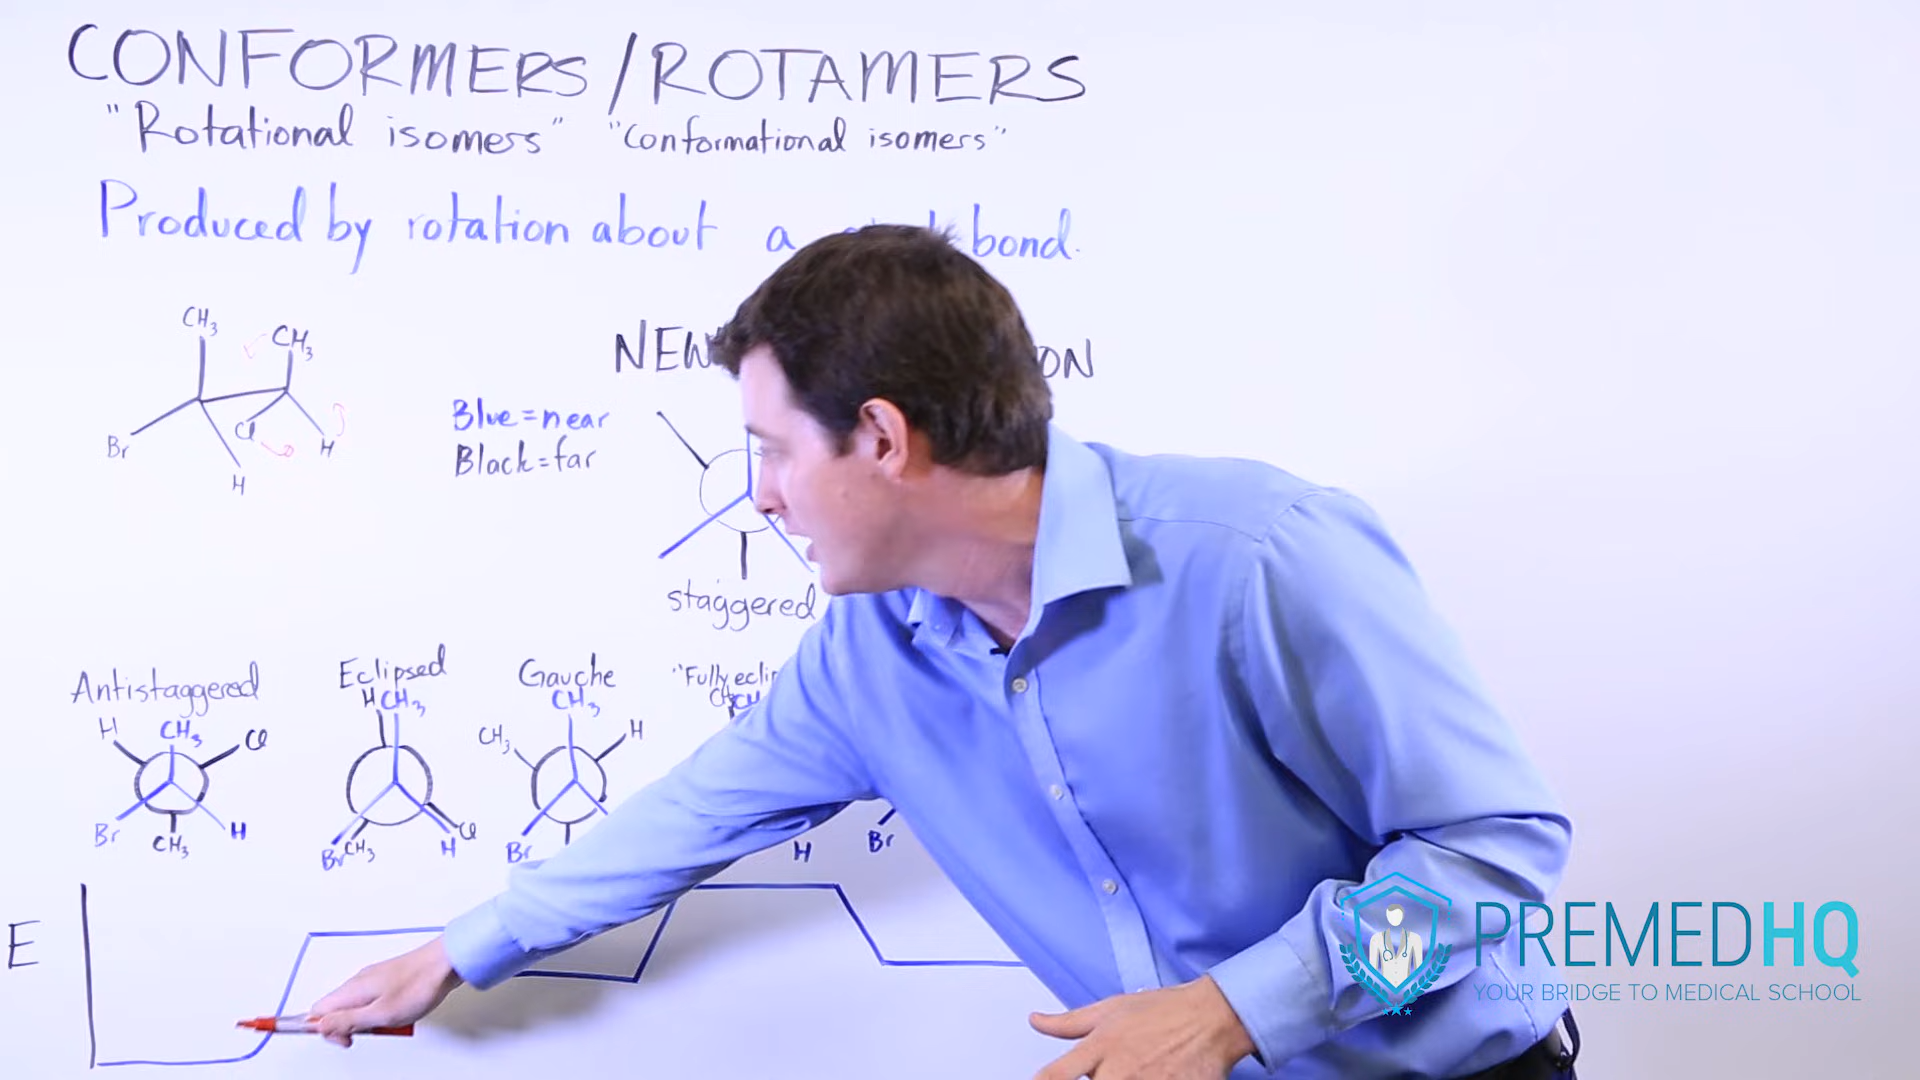 CONFORMERS/ROTAMERS
"Rotational isomers" "Conformational isomers"
Produced by rotation about a bond.
CH3
CH3
Br
Cl
H
H
Blue=near
Black=far
staggered
Antistaggered
H
CH3
Cl
Br
CH3
H
Eclipsed
H CH3
Br CH3
H
Cl
Gauche
CH3
CH3
H
Br
"Fully
H
Br
E
PREMEDHQ
YOUR BRIDGE TO MEDICAL SCHOOL